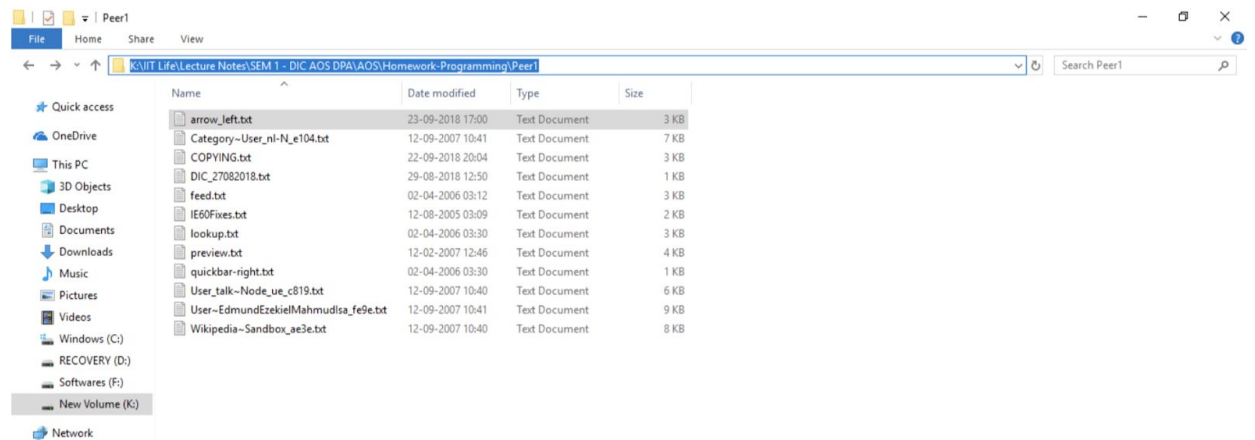 Peer1
File Home Share View
K:\IIT Life\Lecture Notes\SEM 1 - DIC AOS DPA\AOS\Homework-Programming\Peer1
Search Peer1
Quick access
OneDrive
This PC
3D Objects
Desktop
Documents
Downloads
Music
Pictures
Videos
Windows (C:)
RECOVERY (D:)
Softwares (F:)
New Volume (K:)
Network
Name Date modified Type Size
arrow_left.txt 23-09-2018 17:00 Text Document 3 KB
Category~User_nl-N_e104.txt 12-09-2007 10:41 Text Document 7 KB
COPYING.txt 22-09-2018 20:04 Text Document 3 KB
DIC_27082018.txt 29-08-2018 12:50 Text Document 1 KB
feed.txt 02-04-2006 03:12 Text Document 3 KB
IE60Fixes.txt 12-08-2005 03:09 Text Document 2 KB
lookup.txt 02-04-2006 03:30 Text Document 3 KB
preview.txt 12-02-2007 12:46 Text Document 4 KB
quickbar-right.txt 02-04-2006 03:30 Text Document 1 KB
User_talk~Node_ue_c819.txt 12-09-2007 10:40 Text Document 6 KB
User~EdmundEzekielMahmudIsa_fe9e.txt 12-09-2007 10:41 Text Document 9 KB
Wikipedia~Sandbox_ae3e.txt 12-09-2007 10:40 Text Document 8 KB